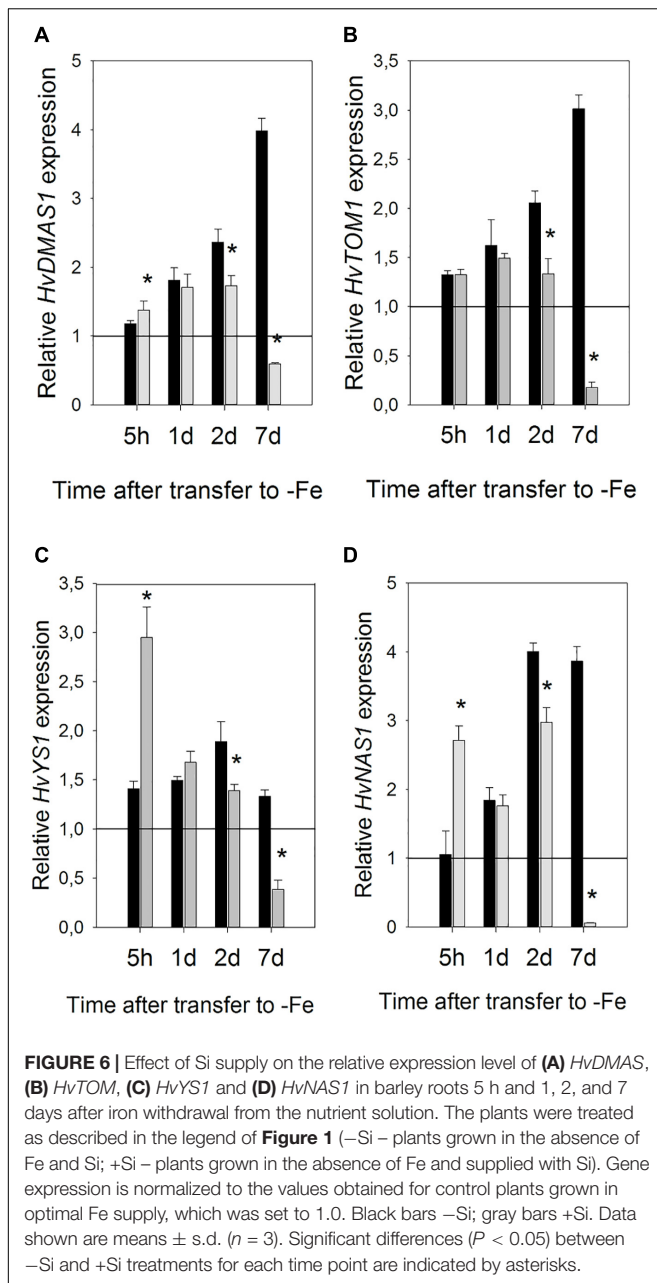 A
Relative HvDMAS1 expression
5
4
3
2
1
0
*
*
*
5h 1d 2d 7d
Time after transfer to -Fe
B
Relative HvTOM1 expression
3,5
3,0
2,5
2,0
1,5
1,0
0,5
0,0
*
*
5h 1d 2d 7d
Time after transfer to -Fe
C
Relative HvYS1 expression
3,5
3,0
2,5
2,0
1,5
1,0
0,5
0,0
*
*
*
5h 1d 2d 7d
Time after transfer to -Fe
D
Relative HvNAS1 expression
5
4
3
2
1
0
*
*
*
5h 1d 2d 7d
Time after transfer to -Fe
FIGURE 6 | Effect of Si supply on the relative expression level of (A) HvDMAS,
(B) HvTOM, (C) HvYS1 and (D) HvNAS1 in barley roots 5 h and 1, 2, and 7
days after iron withdrawal from the nutrient solution. The plants were treated
as described in the legend of Figure 1 (−Si – plants grown in the absence of
Fe and Si; +Si – plants grown in the absence of Fe and supplied with Si). Gene
expression is normalized to the values obtained for control plants grown in
optimal Fe supply, which was set to 1.0. Black bars −Si; gray bars +Si. Data
shown are means ± s.d. (n = 3). Significant differences (P < 0.05) between
−Si and +Si treatments for each time point are indicated by asterisks.